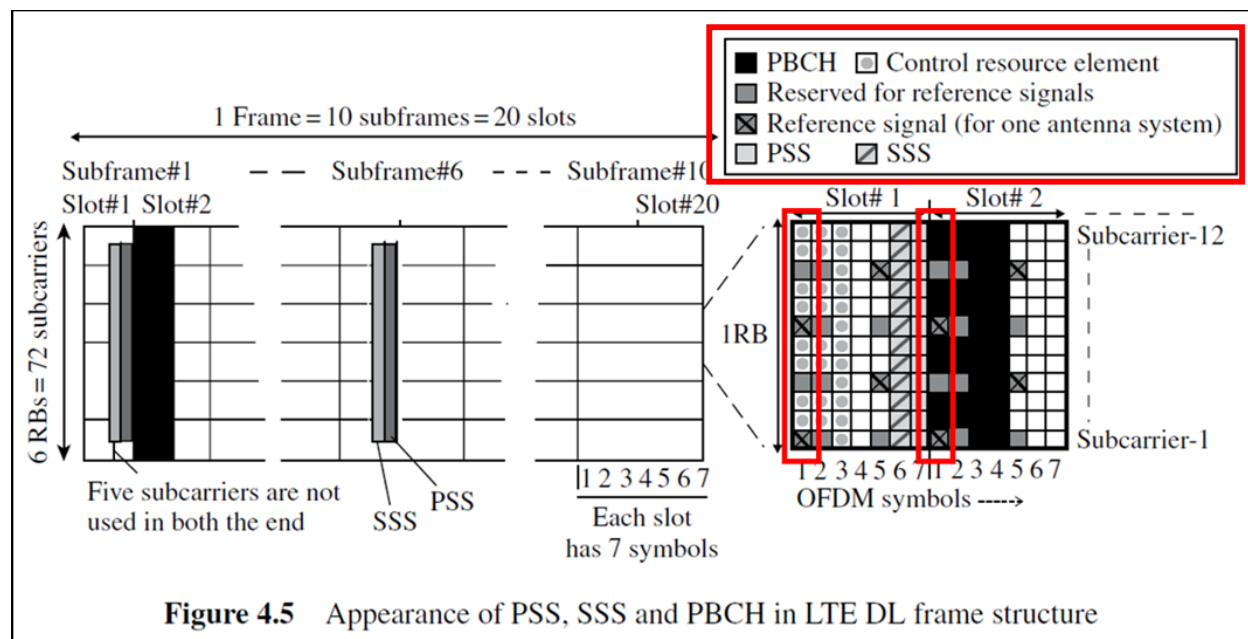 PBCH Control resource element
Reserved for reference signals
Reference signal (for one antenna system)
PSS SSS
1 Frame = 10 subframes = 20 slots
Subframe#1 Subframe#6 Subframe#10
Slot#1 Slot#2 Slot#20
Slot# 1 Slot# 2
6 RBs = 72 subcarriers
1RB
Subcarrier-12
Subcarrier-1
1 2 3 4 5 6 7
Each slot
has 7 symbols
1 2 3 4 5 6 7 1 2 3 4 5 6 7
OFDM symbols
Five subcarriers are not
used in both the end
SSS
PSS
Figure 4.5 Appearance of PSS, SSS and PBCH in LTE DL frame structure